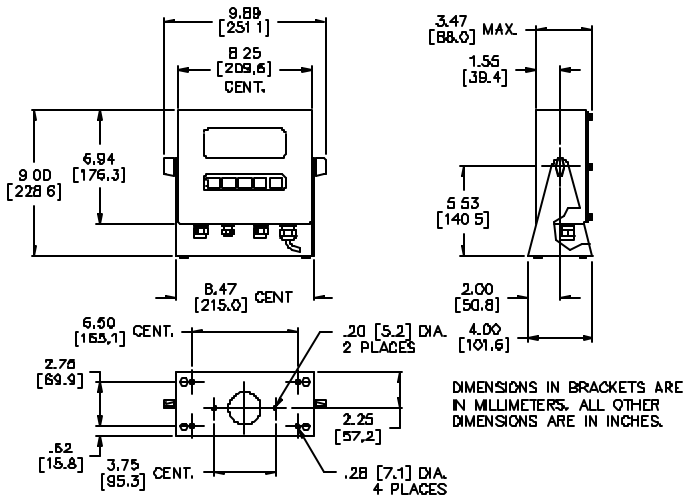 9.89
[251 1]
8 25
[209.6]
CENT.
3.47
[88.0] MAX.
1.55
[39.4]
9.00
[228 6]
6.94
[176.3]
5.53
[140 5]
8.47
[215.0] CENT
2.00
[50.8]
4.00
[101.6]
6.50
[165.1] CENT.
.20 [5.2] DIA.
2 PLACES
2.75
[69.9]
2.25
[57.2]
.62
[15.8]
3.75
[95.3] CENT.
.28 [7.1] DIA.
4 PLACES
DIMENSIONS IN BRACKETS ARE
IN MILLIMETERS. ALL OTHER
DIMENSIONS ARE IN INCHES.